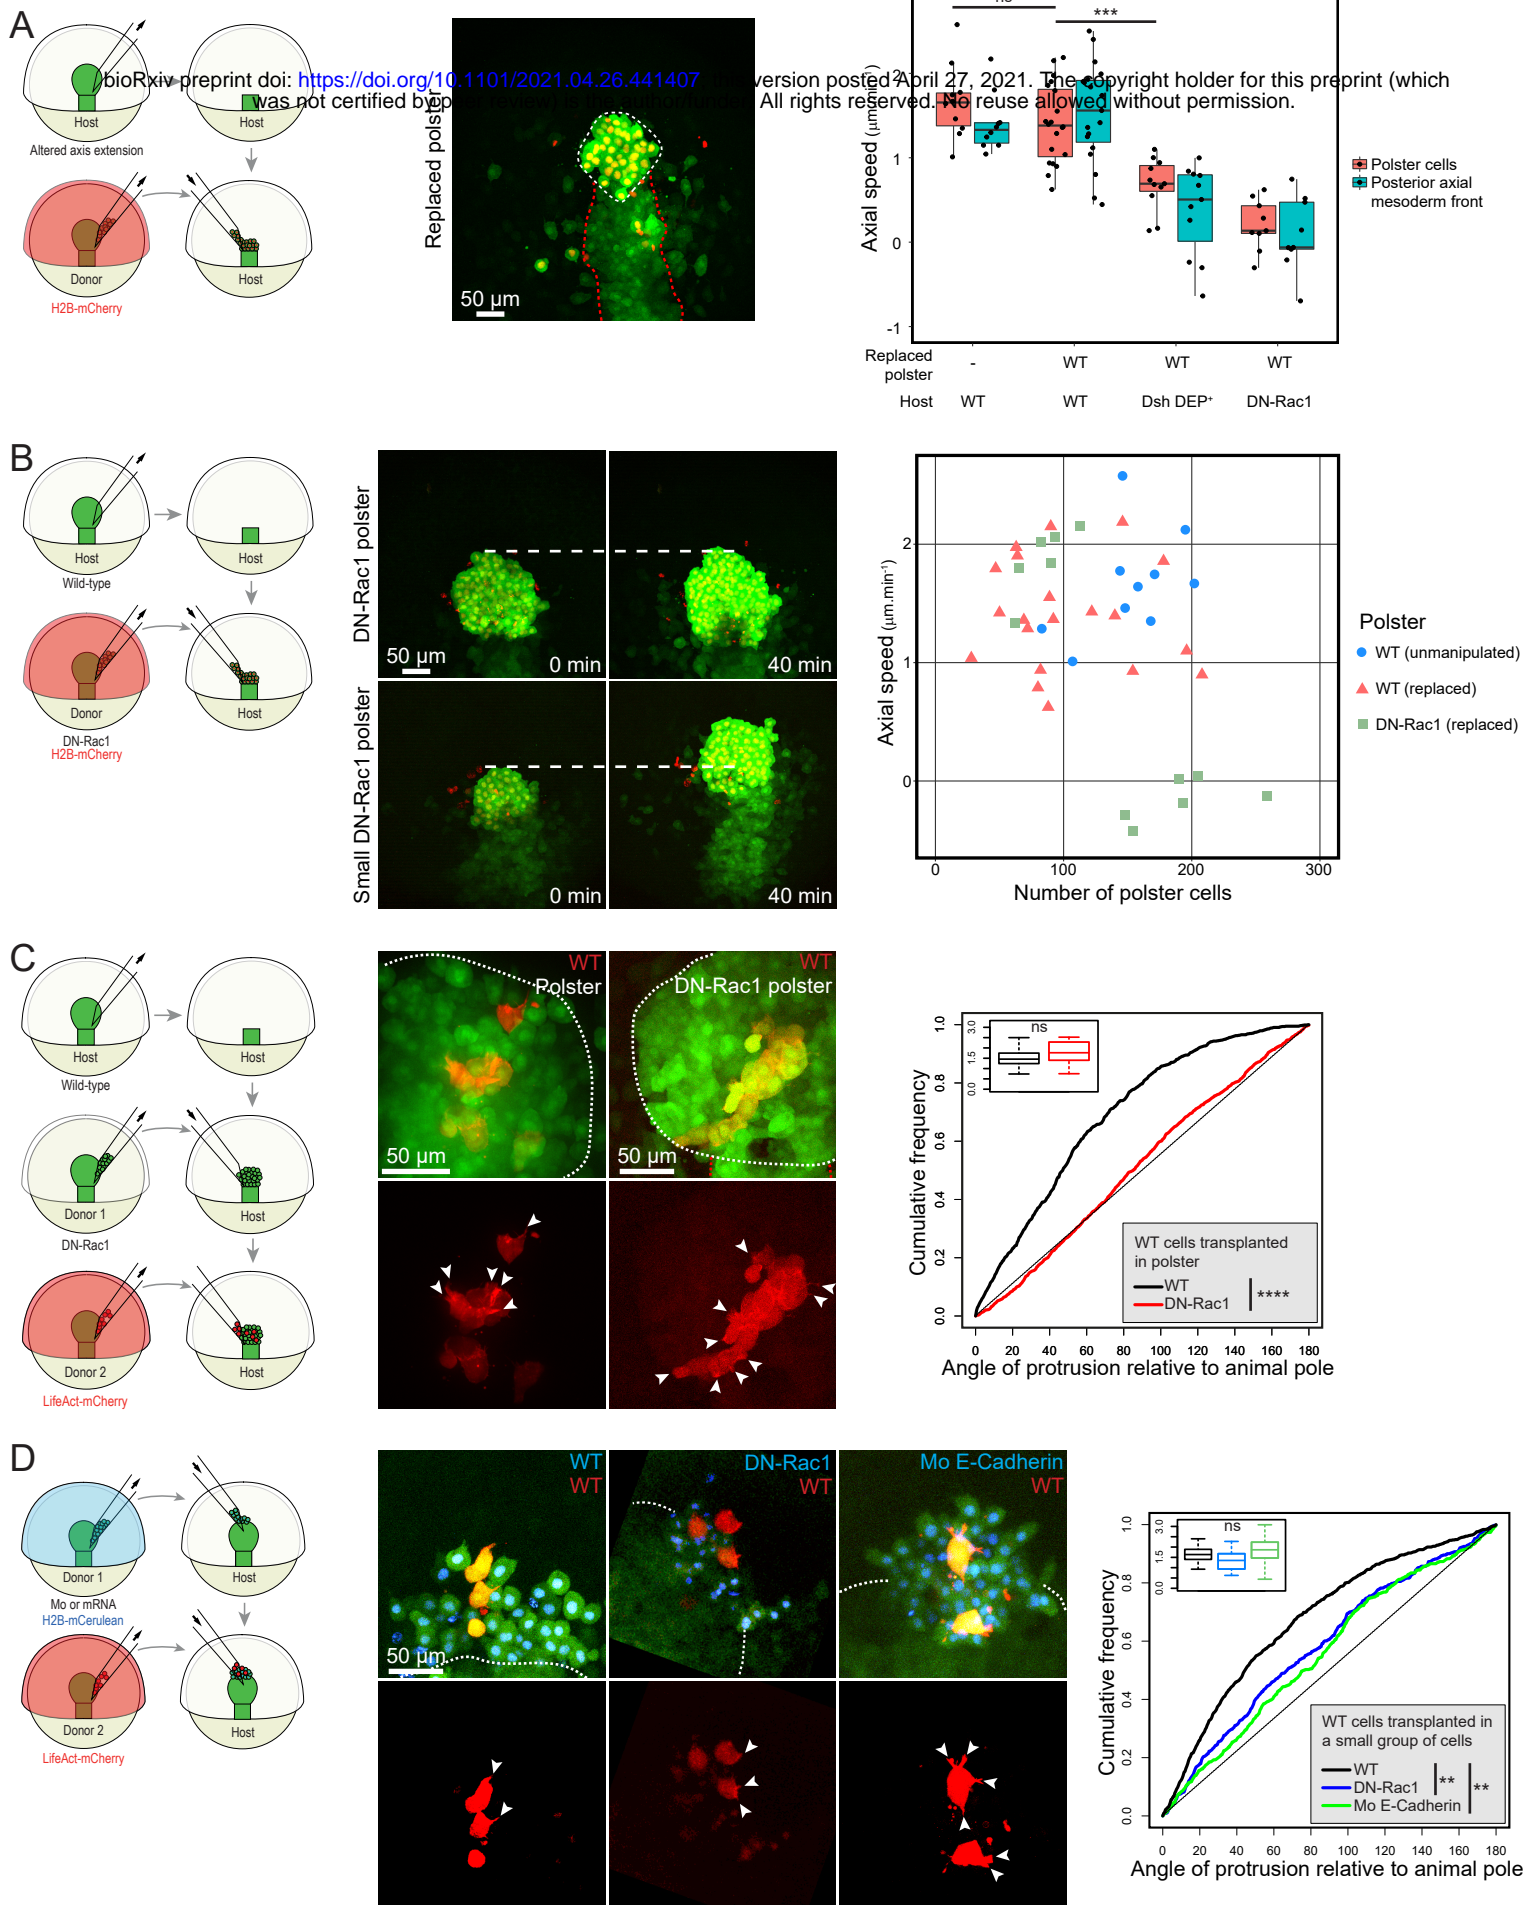 A
Host
Altered axis extension
Host
Donor
H2B-mCherry
Host
bioRxiv preprint doi: https://doi.org/10.1101/2021.04.26.441407; this version posted April 27, 2021. The copyright holder for this preprint (which
was not certified by peer review) is the author/funder. All rights reserved. No reuse allowed without permission.
Replaced polster
50 µm
ns
***
Axial speed (µm.min⁻¹)
2
1
0
-1
Polster cells
Posterior axial
mesoderm front
Replaced
polster
-
WT
WT
WT
Host
WT
WT
Dsh DEP⁺
DN-Rac1
B
Host
Wild-type
Host
Donor
DN-Rac1
H2B-mCherry
Host
DN-Rac1 polster
50 µm
0 min
40 min
Small DN-Rac1 polster
0 min
40 min
Axial speed (µm.min⁻¹)
2
1
0
0
100
200
300
Number of polster cells
Polster
WT (unmanipulated)
WT (replaced)
DN-Rac1 (replaced)
C
Host
Wild-type
Host
Donor 1
DN-Rac1
Host
Donor 2
LifeAct-mCherry
Host
WT
Polster
50 µm
WT
DN-Rac1 polster
50 µm
Cumulative frequency
0.0 0.2 0.4 0.6 0.8 1.0
0.0 1.5 3.0
ns
WT cells transplanted
in polster
WT
DN-Rac1
****
0 20 40 60 80 100 120 140 160 180
Angle of protrusion relative to animal pole
D
Donor 1
Mo or mRNA
H2B-mCerulean
Host
Donor 2
LifeAct-mCherry
Host
WT
WT
50 µm
DN-Rac1
WT
Mo E-Cadherin
WT
Cumulative frequency
0.0 0.2 0.4 0.6 0.8 1.0
0.0 1.5 3.0
ns
WT cells transplanted in
a small group of cells
WT
DN-Rac1
Mo E-Cadherin
**
**
0 20 40 60 80 100 120 140 160 180
Angle of protrusion relative to animal pole